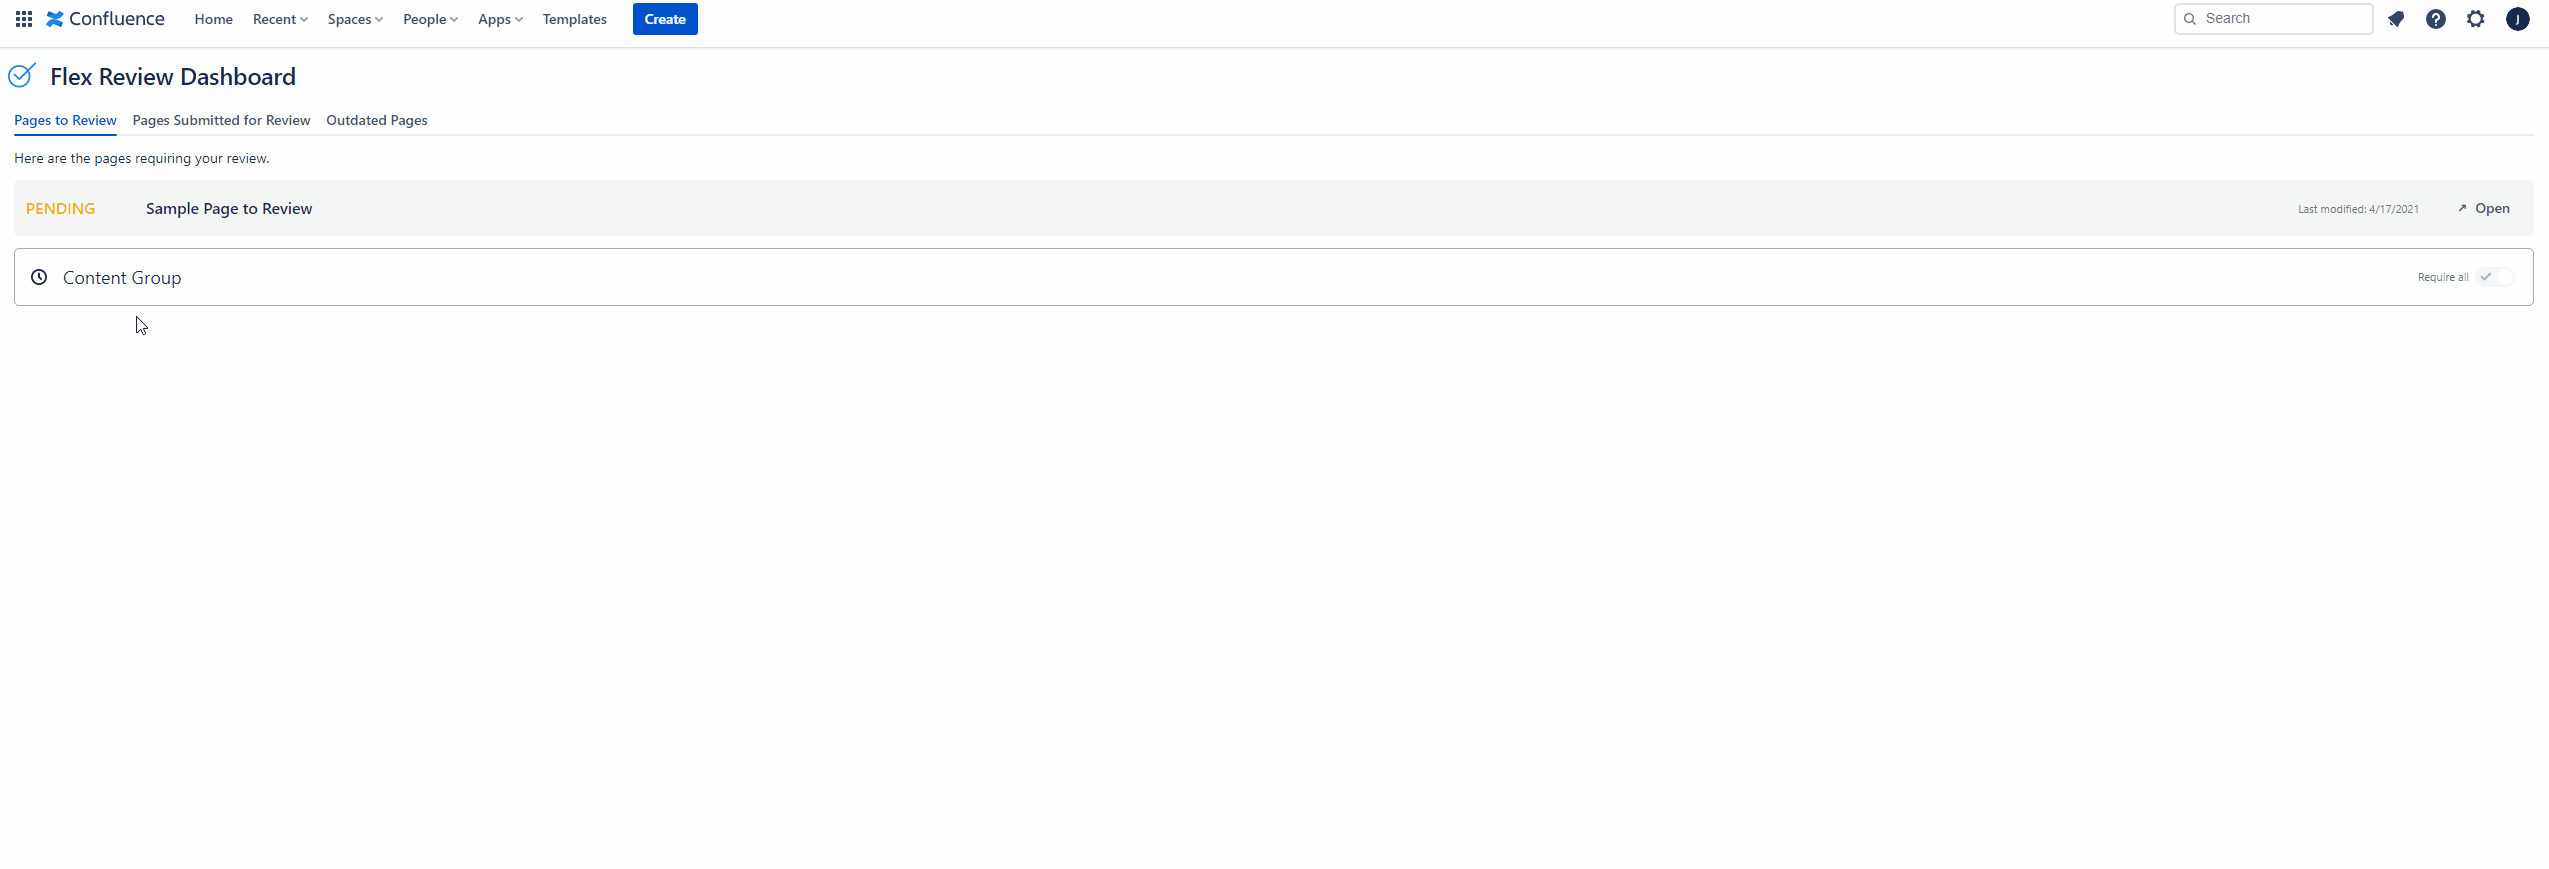 Confluence Home Recent Spaces People Apps Templates Create Search J
Flex Review Dashboard
Pages to Review Pages Submitted for Review Outdated Pages
Here are the pages requiring your review.
PENDING Sample Page to Review Last modified: 4/17/2021 Open
Content Group Require all